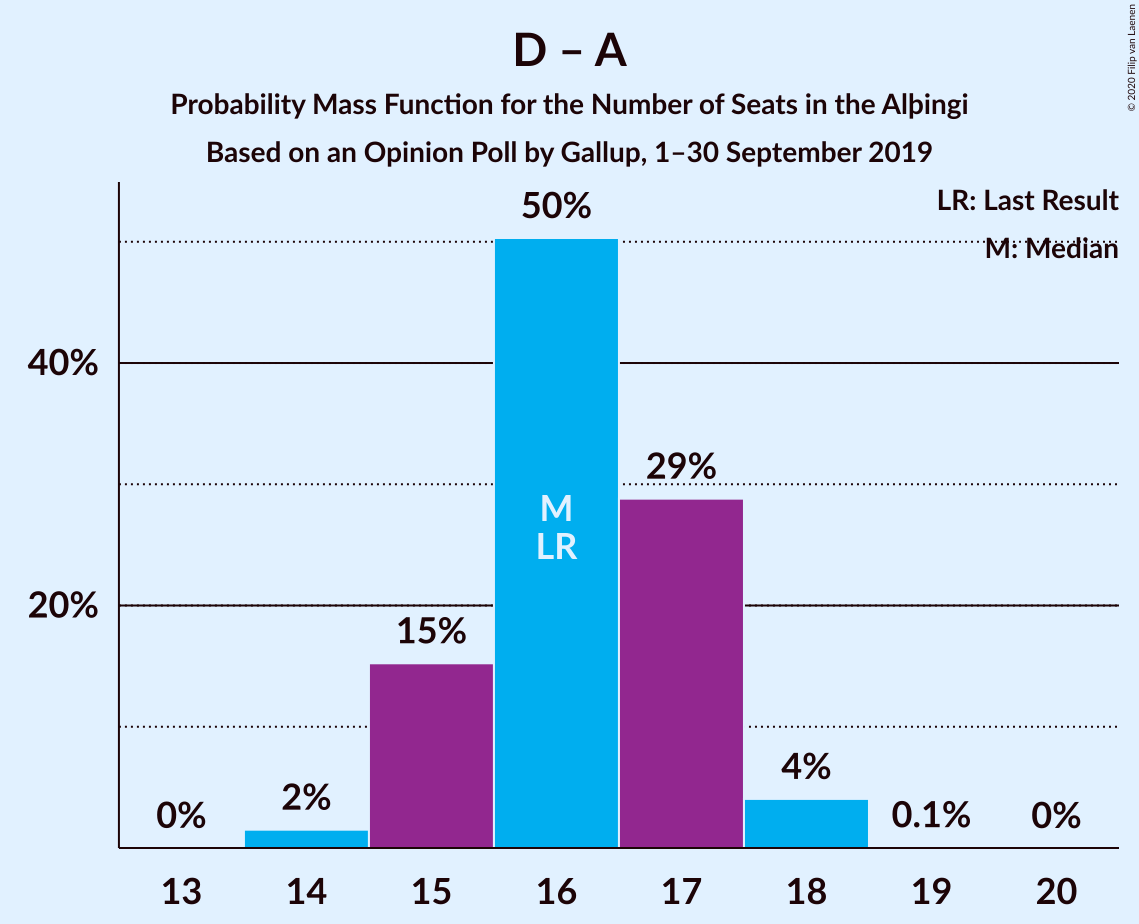 D – A
Probability Mass Function for the Number of Seats in the Alþingi
Based on an Opinion Poll by Gallup, 1–30 September 2019
© 2020 Filip van Laenen
LR: Last Result
M: Median
50%
40%
29%
M
LR
20%
15%
4%
2%
0%
0.1%
0%
13
14
15
16
17
18
19
20